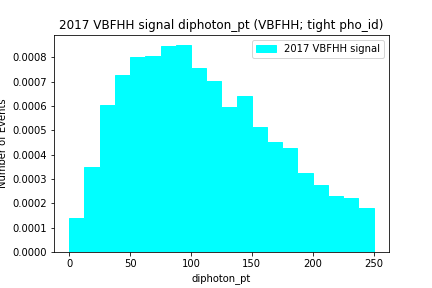 2017 VBFHH signal diphoton_pt (VBFHH; tight pho_id)
2017 VBFHH signal
Number of Events
0.0008
0.0007
0.0006
0.0005
0.0004
0.0003
0.0002
0.0001
0.0000
0 50 100 150 200 250
diphoton_pt